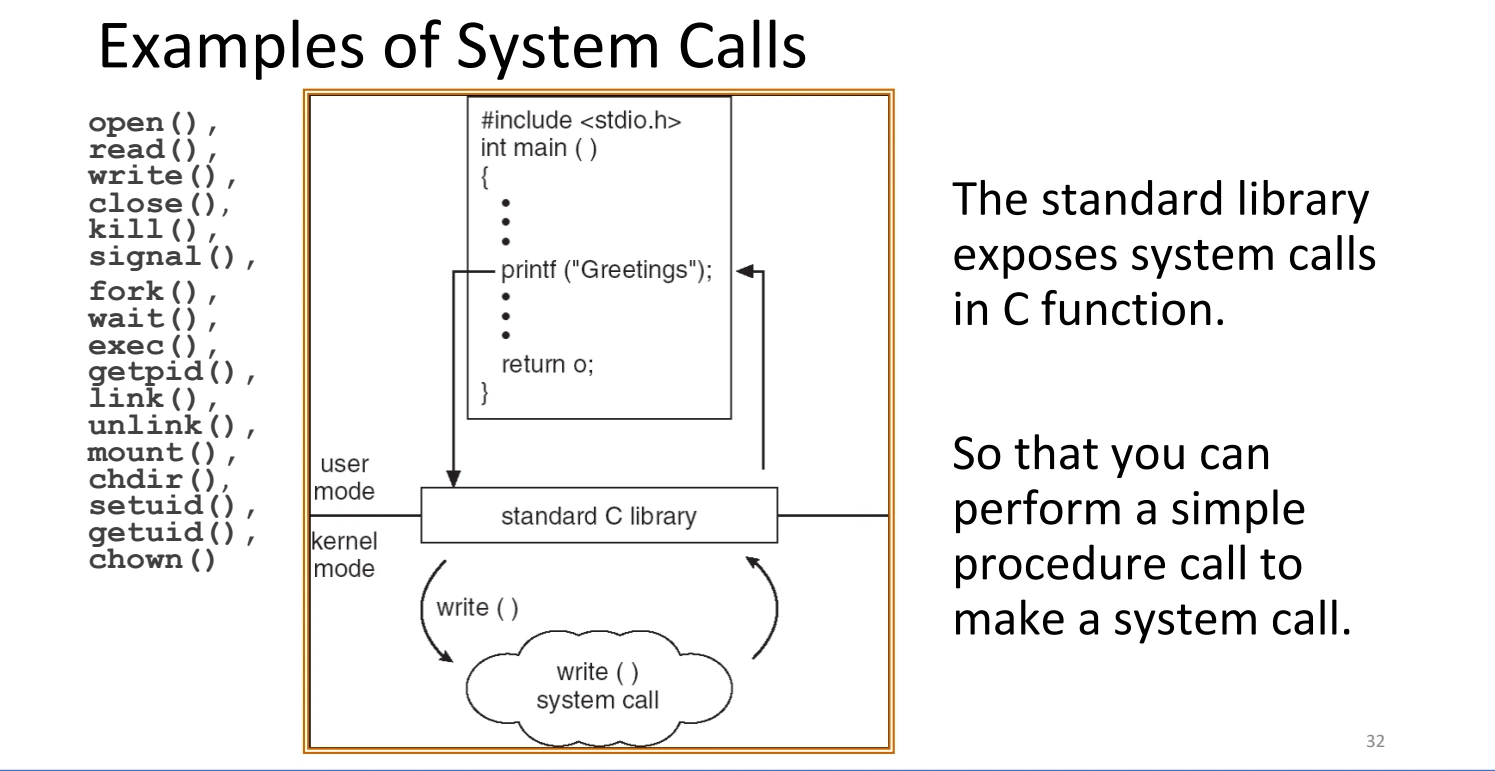 Examples of System Calls
open(),
read(),
write(),
close(),
kill(),
signal(),
fork(),
wait(),
exec(),
getpid(),
link(),
unlink(),
mount(),
chdir(),
setuid(),
getuid(),
chown()
#include <stdio.h>
int main ( )
{
printf ("Greetings");
return o;
}
user
mode
standard C library
kernel
mode
write ( )
write ( )
system call
The standard library
exposes system calls
in C function.
So that you can
perform a simple
procedure call to
make a system call.
32